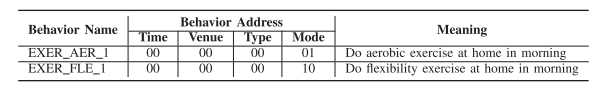 Behavior Name Behavior Address Meaning
Time Venue Type Mode
EXER_AER_1 00 00 00 01 Do aerobic exercise at home in morning
EXER_FLE_1 00 00 00 10 Do flexibility exercise at home in morning